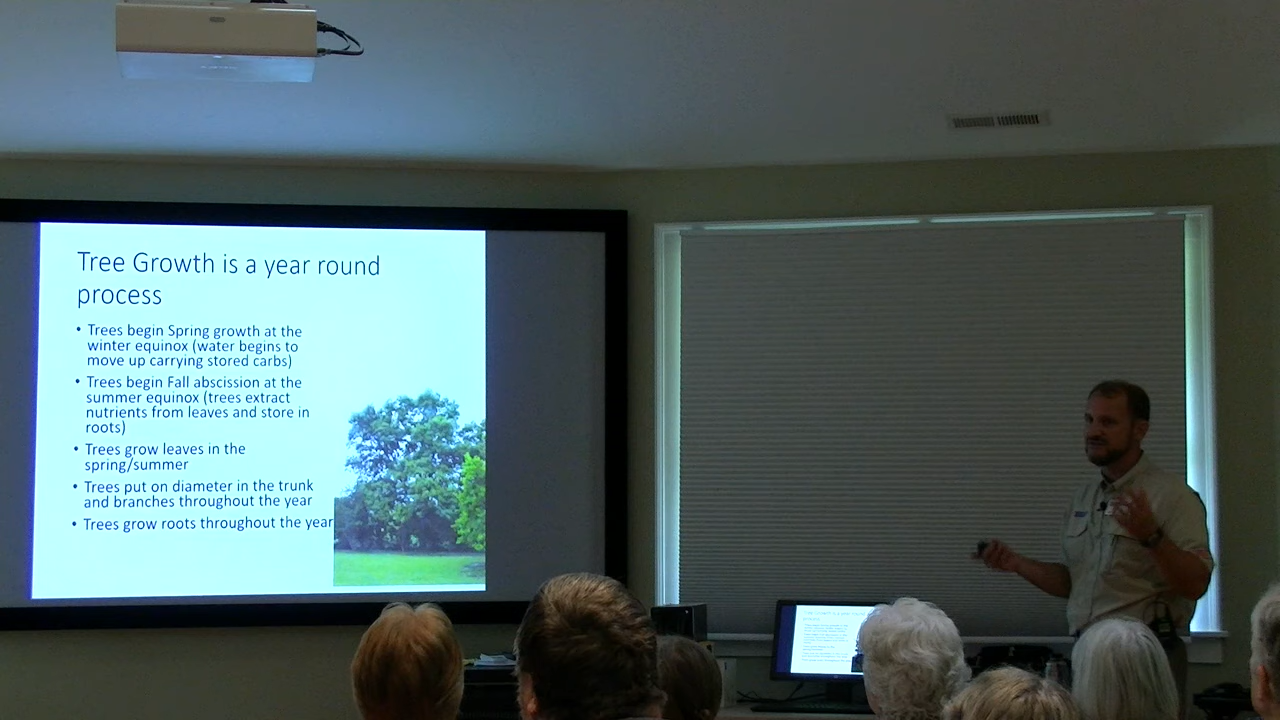 Tree Growth is a year round
process
• Trees begin Spring growth at the
winter equinox (water begins to
move up carrying stored carbs)
• Trees begin Fall abscission at the
summer equinox (trees extract
nutrients from leaves and store in
roots)
• Trees grow leaves in the
spring/summer
• Trees put on diameter in the trunk
and branches throughout the year
• Trees grow roots throughout the year